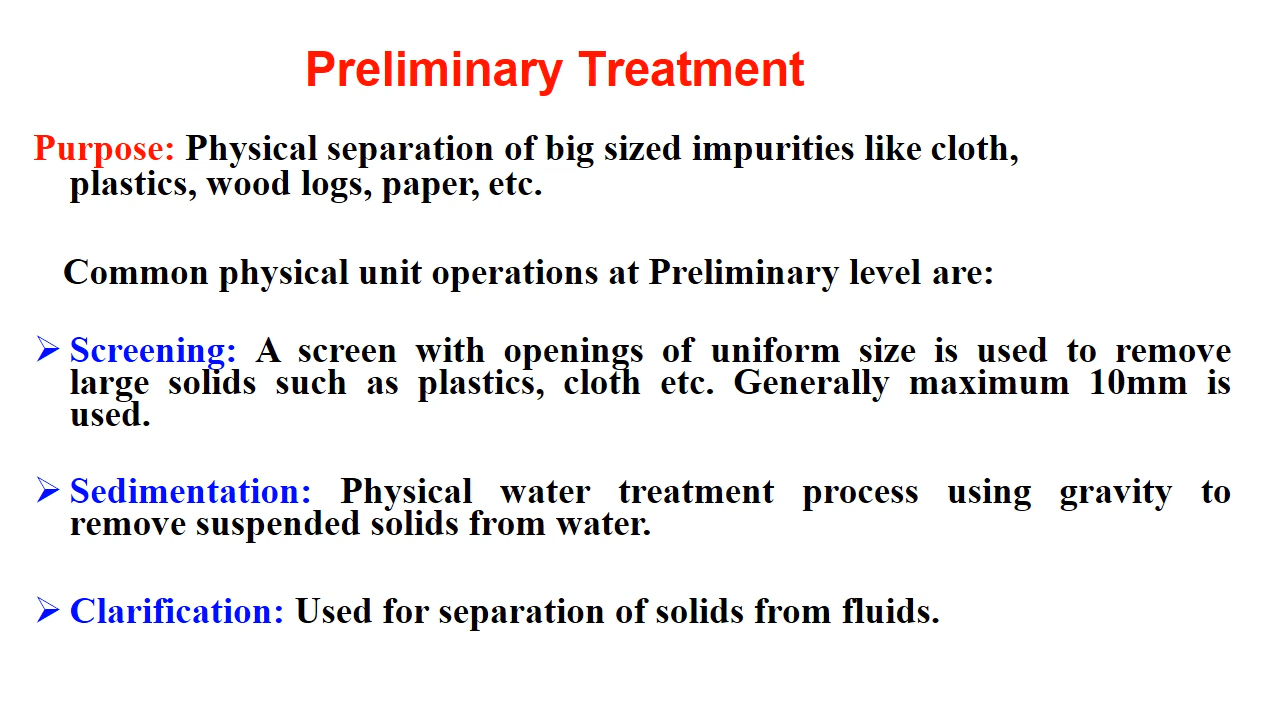 Preliminary Treatment
Purpose: Physical separation of big sized impurities like cloth,
plastics, wood logs, paper, etc.
Common physical unit operations at Preliminary level are:
➢ Screening: A screen with openings of uniform size is used to remove
large solids such as plastics, cloth etc. Generally maximum 10mm is
used.
➢ Sedimentation: Physical water treatment process using gravity to
remove suspended solids from water.
➢ Clarification: Used for separation of solids from fluids.